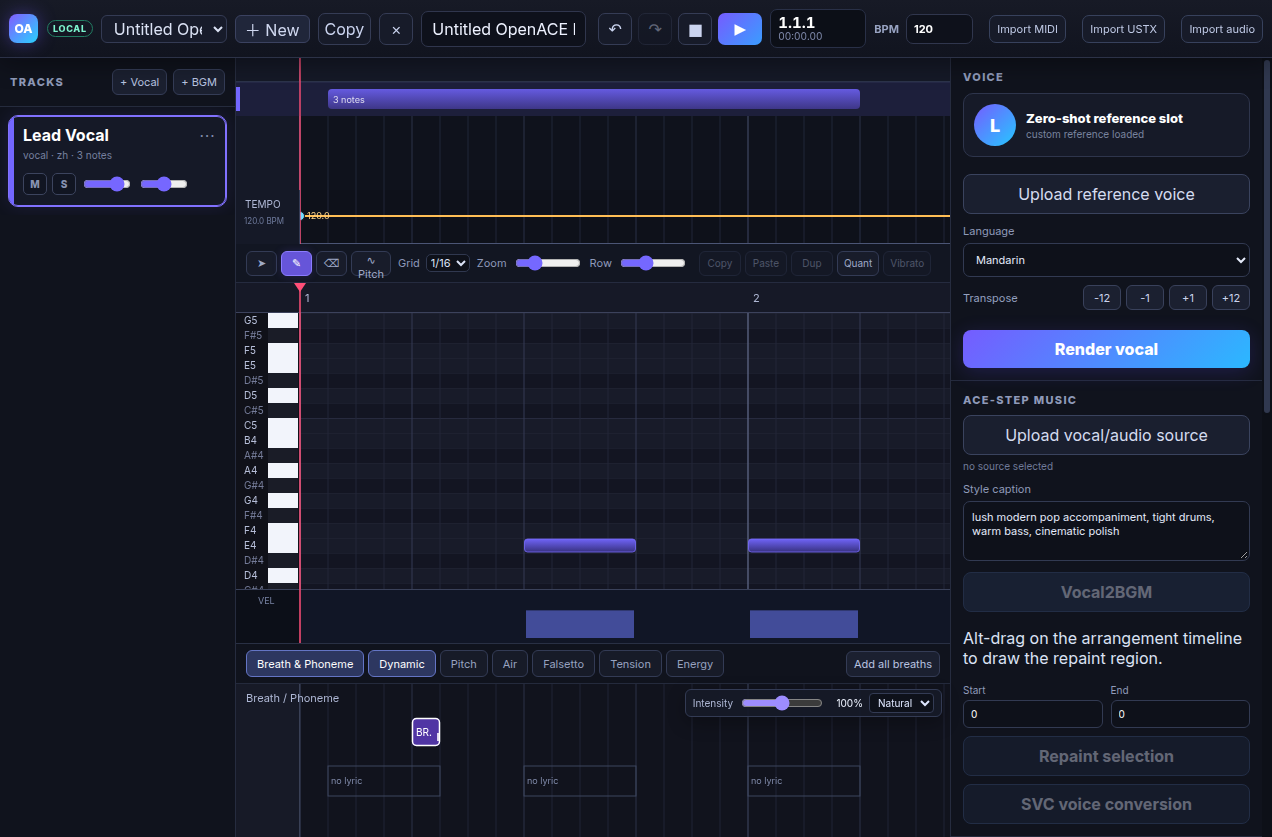 OA
LOCAL
Untitled Ope
+ New
Copy
×
Untitled OpenACE
1.1.1
00:00.00
BPM
120
Import MIDI
Import USTX
Import audio
TRACKS
+ Vocal
+ BGM
Lead Vocal
vocal · zh · 3 notes
M
S
3 notes
TEMPO
120.0 BPM
120.0
Pitch
Grid
1/16
Zoom
Row
Copy
Paste
Dup
Quant
Vibrato
1
2
G5
F#5
F5
E5
D#5
D5
C#5
C5
B4
A#4
A4
G#4
G4
F#4
F4
E4
D#4
D4
C#4
VEL
Breath & Phoneme
Dynamic
Pitch
Air
Falsetto
Tension
Energy
Add all breaths
Breath / Phoneme
Intensity
100%
Natural
BR.
no lyric
no lyric
no lyric
VOICE
L
Zero-shot reference slot
custom reference loaded
Upload reference voice
Language
Mandarin
Transpose
-12
-1
+1
+12
Render vocal
ACE-STEP MUSIC
Upload vocal/audio source
no source selected
Style caption
lush modern pop accompaniment, tight drums,
warm bass, cinematic polish
Vocal2BGM
Alt-drag on the arrangement timeline
to draw the repaint region.
Start
End
0
0
Repaint selection
SVC voice conversion